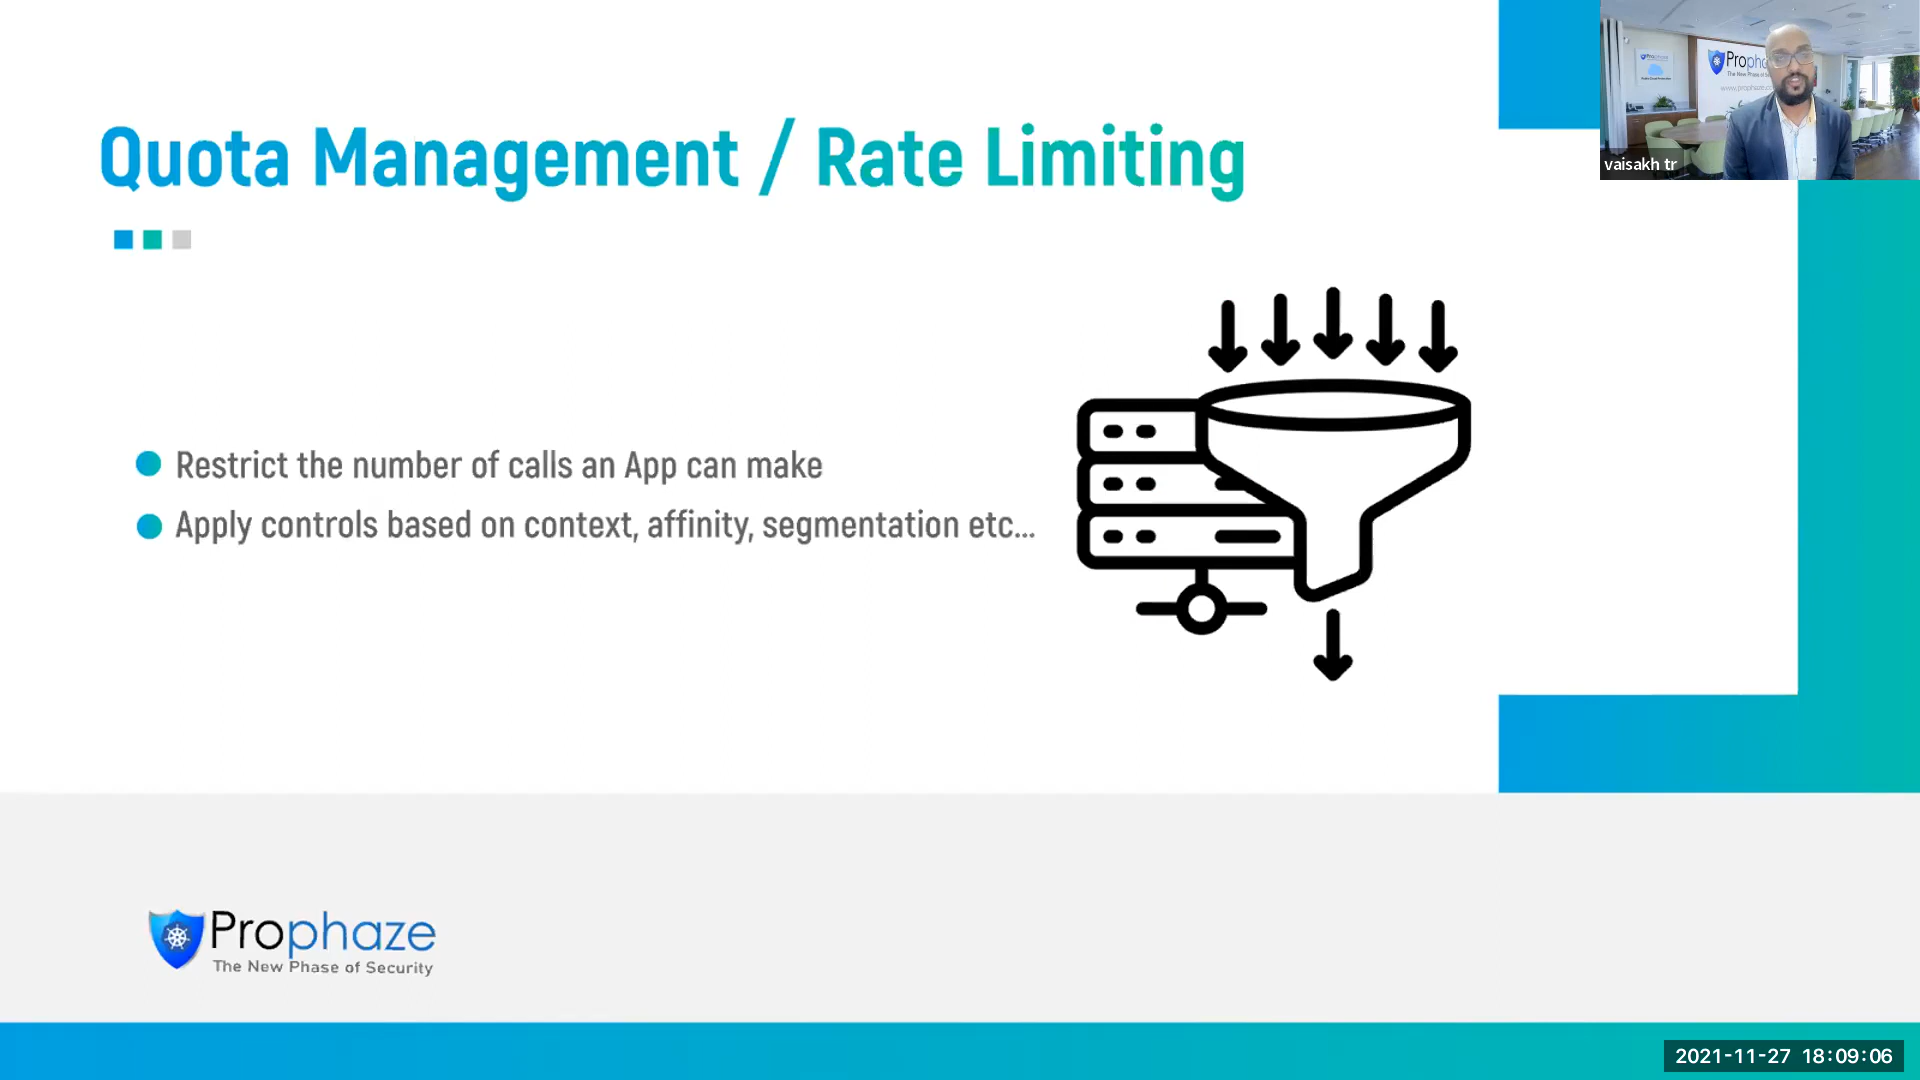 Quota Management / Rate Limiting
Restrict the number of calls an App can make
Apply controls based on context, affinity, segmentation etc...
Prophaze
The New Phase of Security
vaisakh tr
2021-11-27 18:09:06